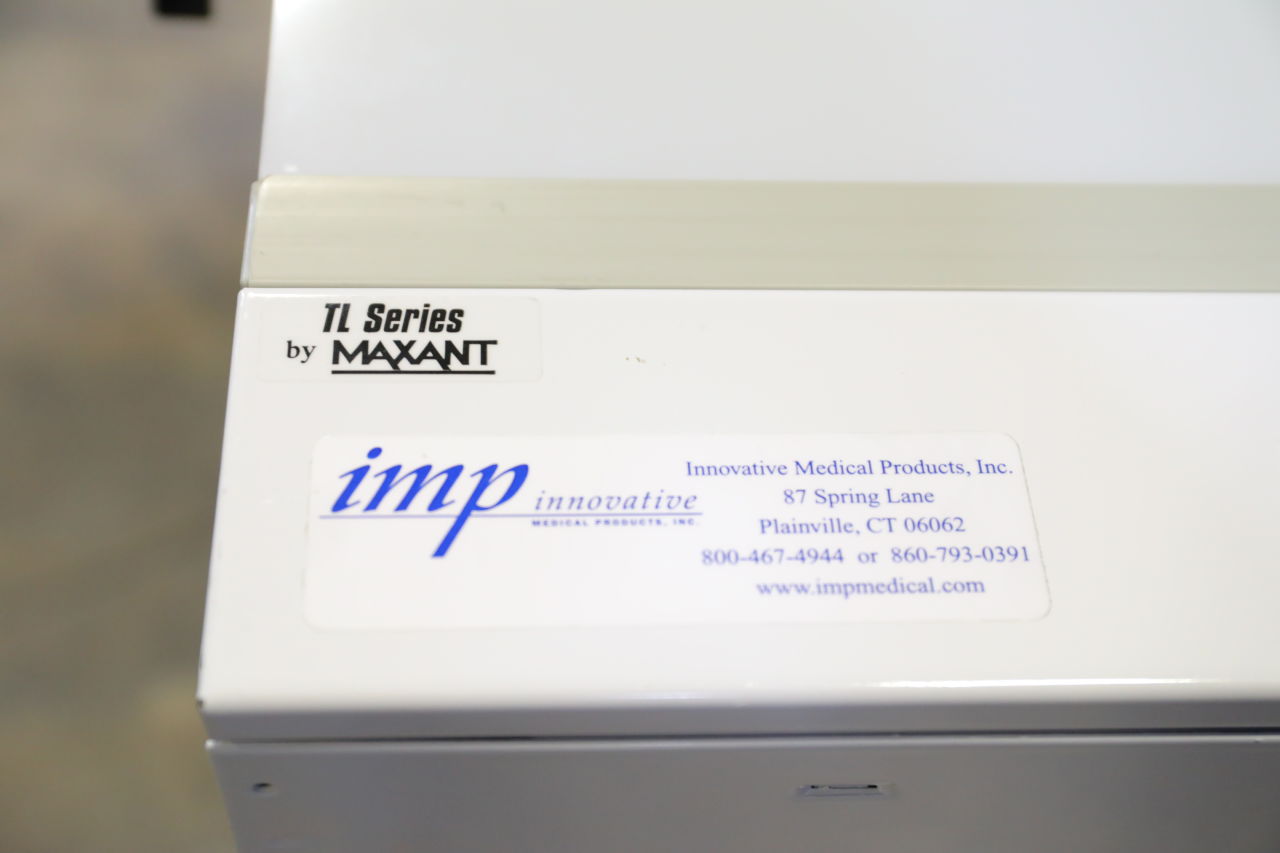 TL Series
by MAXANT
imp innovative
MEDICAL PRODUCTS, INC.
Innovative Medical Products, Inc.
87 Spring Lane
Plainville, CT 06062
800-467-4944 or 860-793-0391
www.impmedical.com